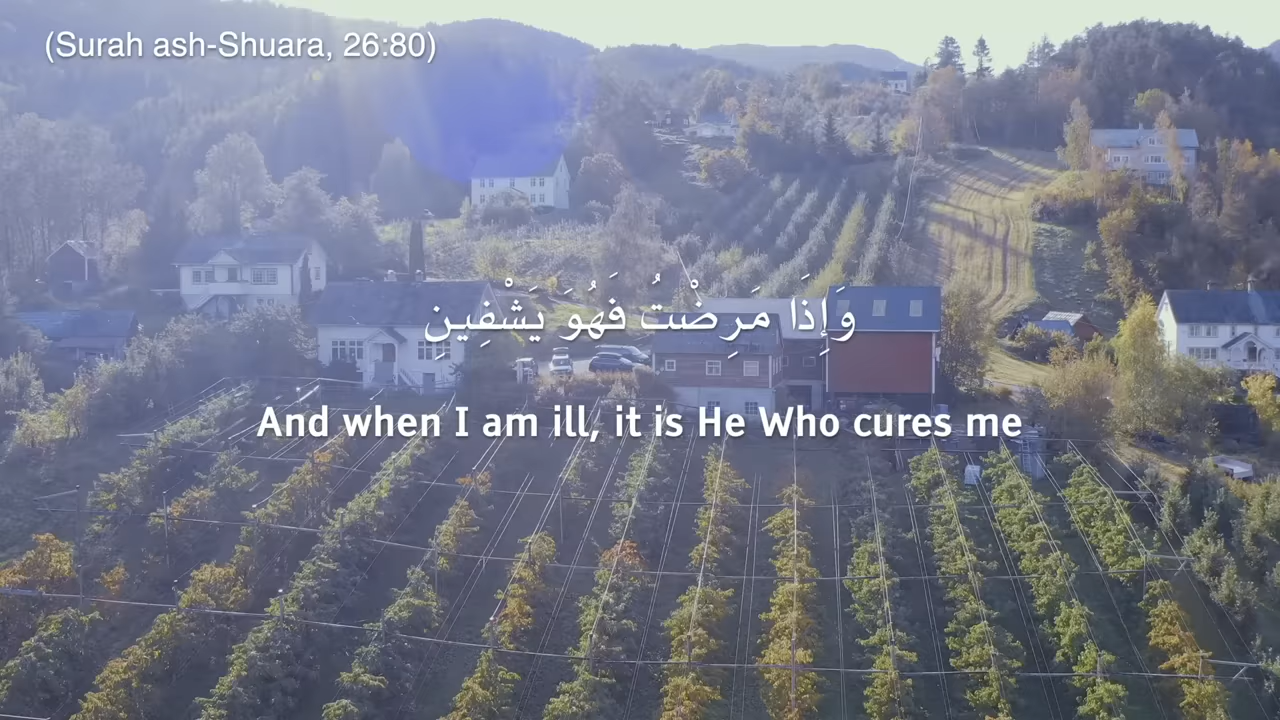 (Surah ash-Shuara, 26:80)
وَإِذَا مَرِضْتُ فَهُوَ يَشْفِينِ
And when I am ill, it is He Who cures me